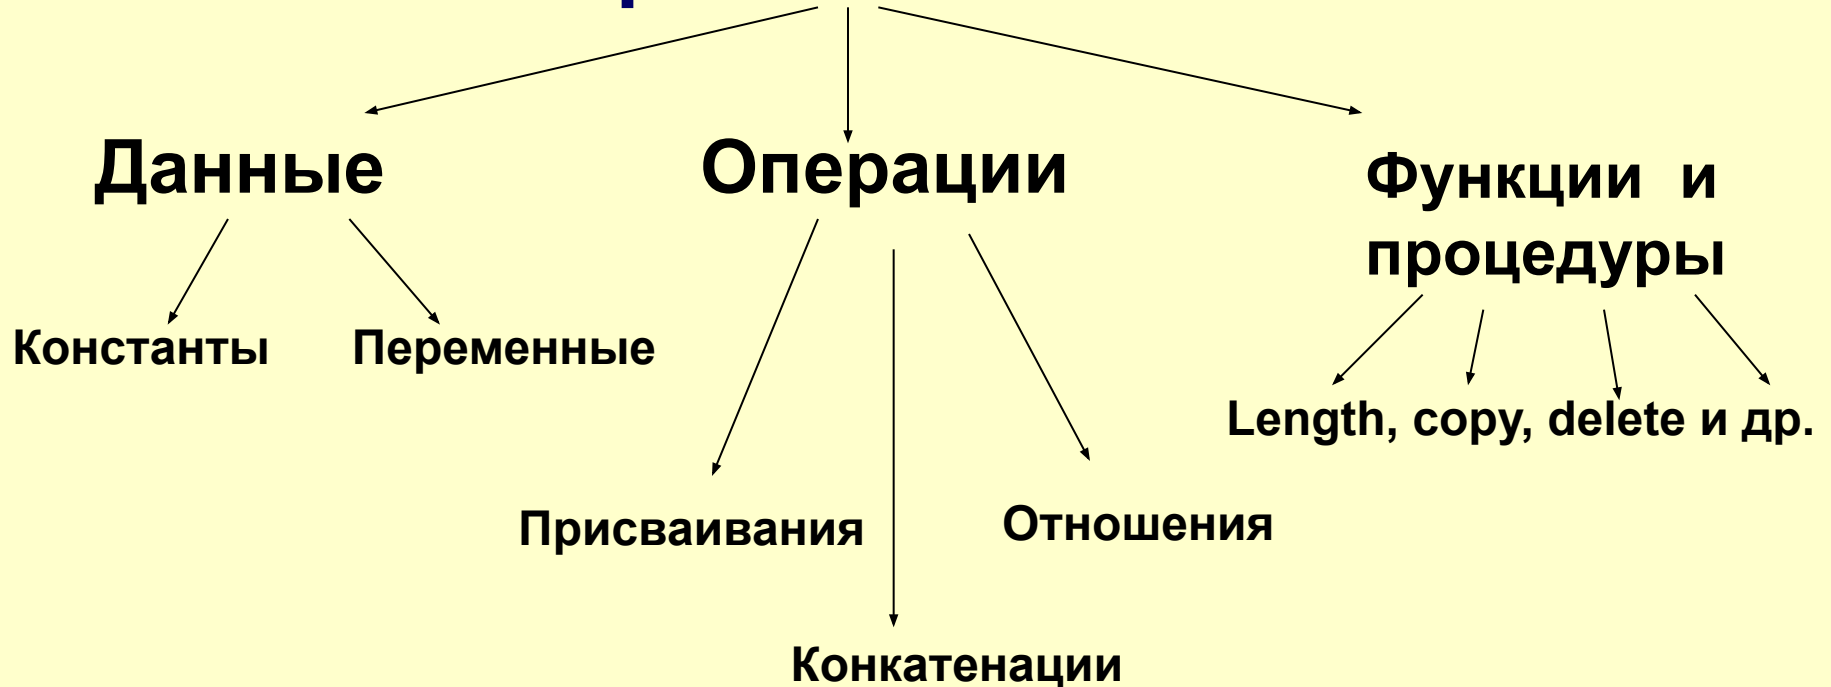 Данные
Операции
Функции и
процедуры
Константы
Переменные
Length, copy, delete и др.
Присваивания
Отношения
Конкатенации